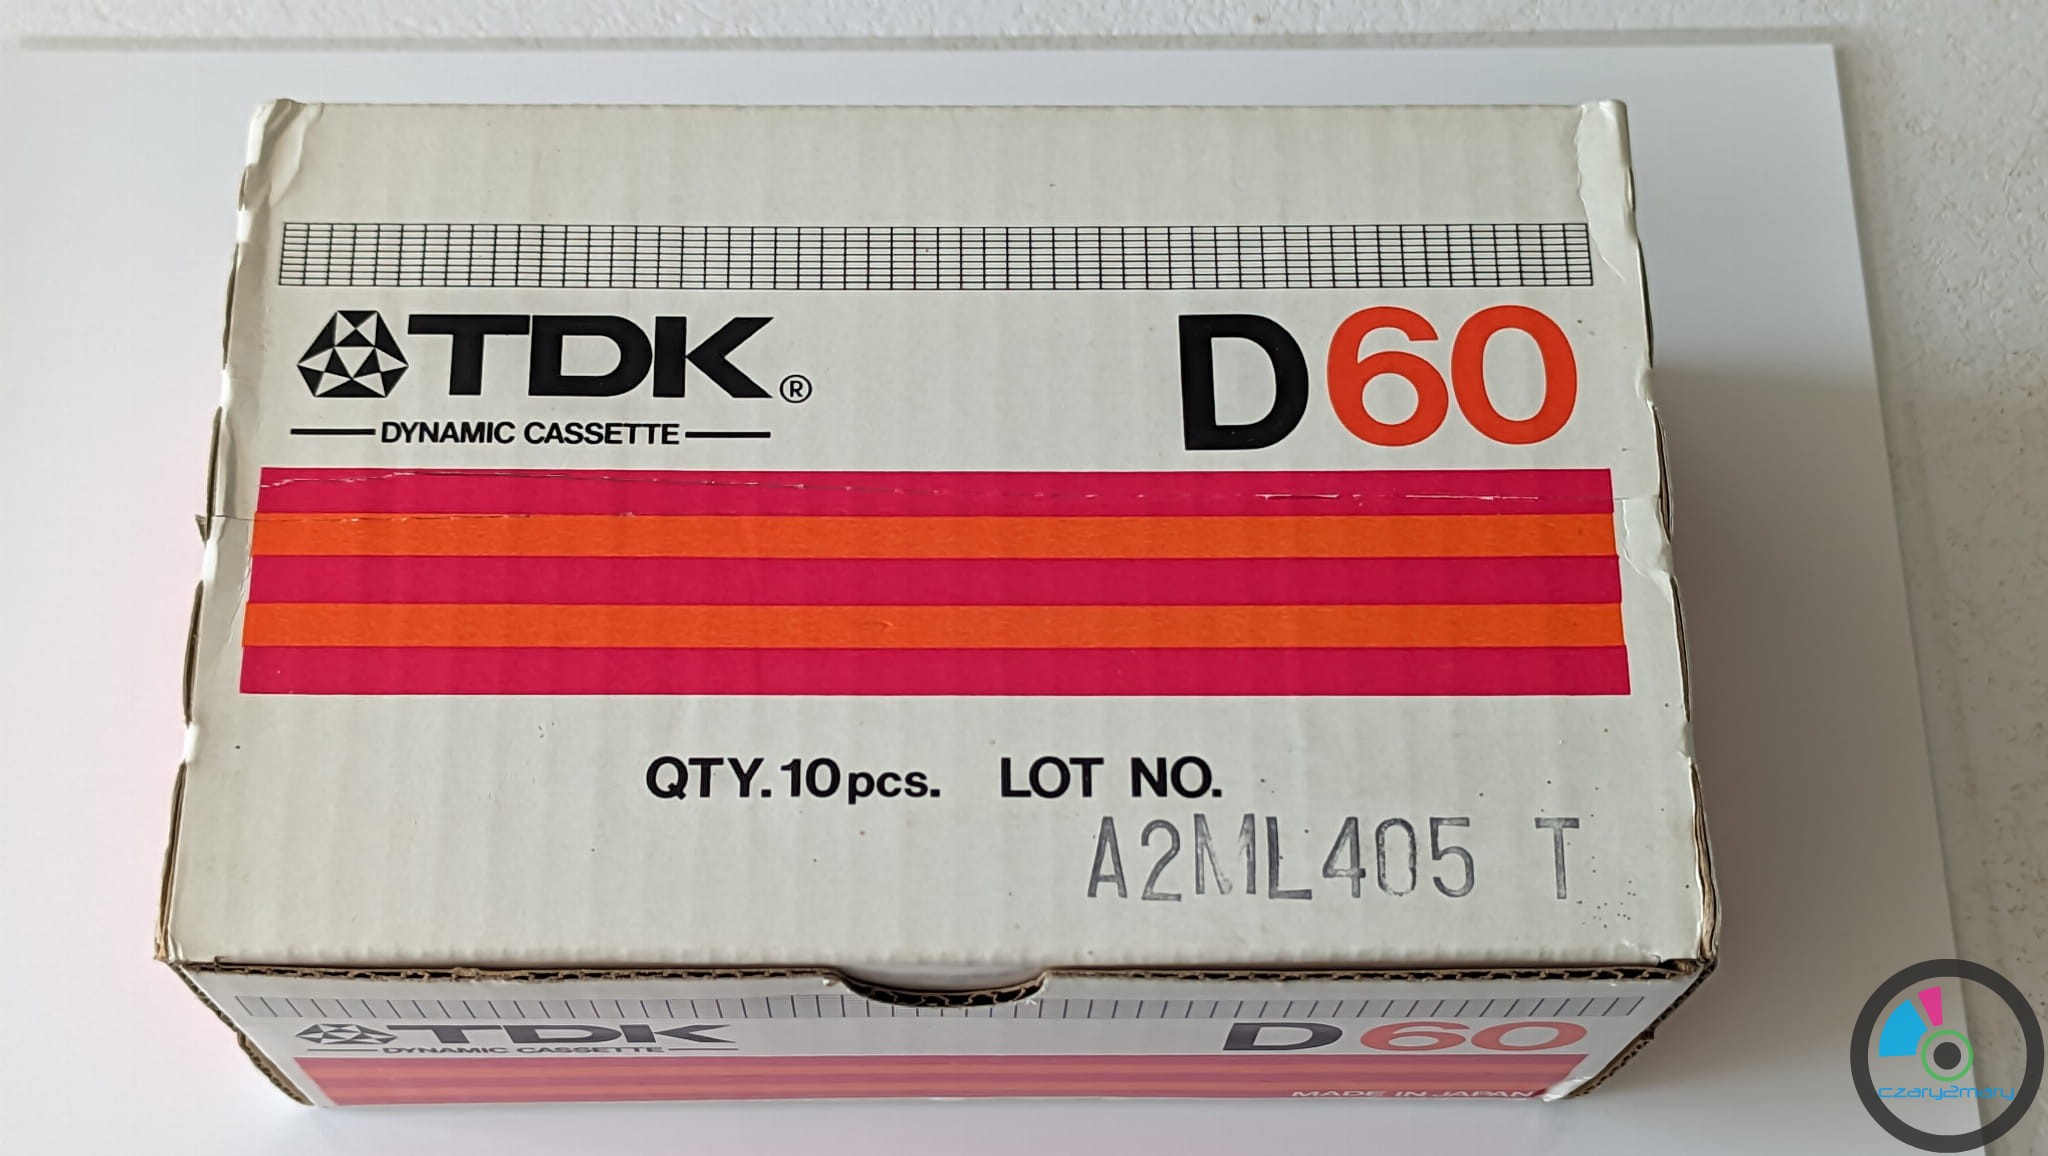 TDK®
D60
DYNAMIC CASSETTE
QTY. 10 pcs. LOT NO.
A2ML405 T
TDK
D60
DYNAMIC CASSETTE
MADE IN JAPAN
czary2mary